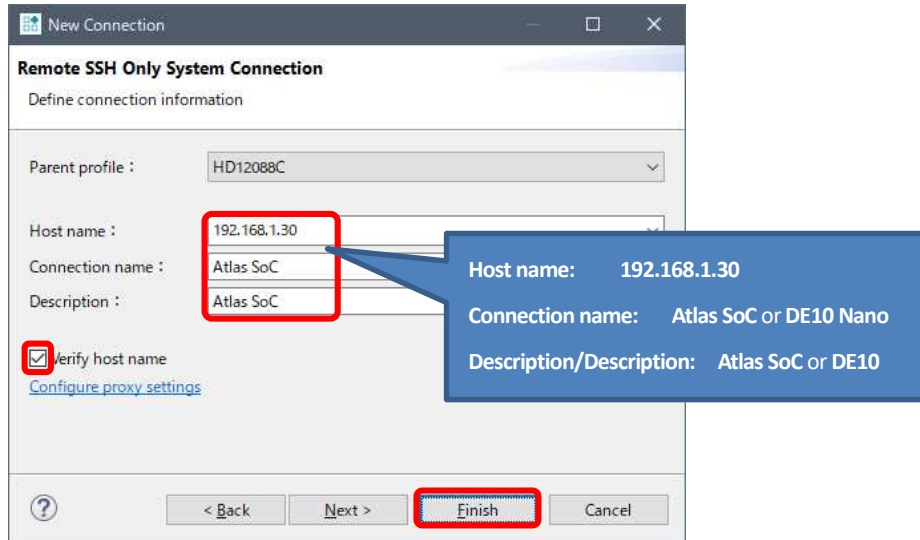 New Connection
Remote SSH Only System Connection
Define connection information
Parent profile : HD12088C
Host name : 192.168.1.30
Connection name : Atlas SoC
Description : Atlas SoC
Verify host name
Configure proxy settings
Host name: 192.168.1.30
Connection name: Atlas SoC or DE10 Nano
Description/Description: Atlas SoC or DE10
? < Back Next > Finish Cancel